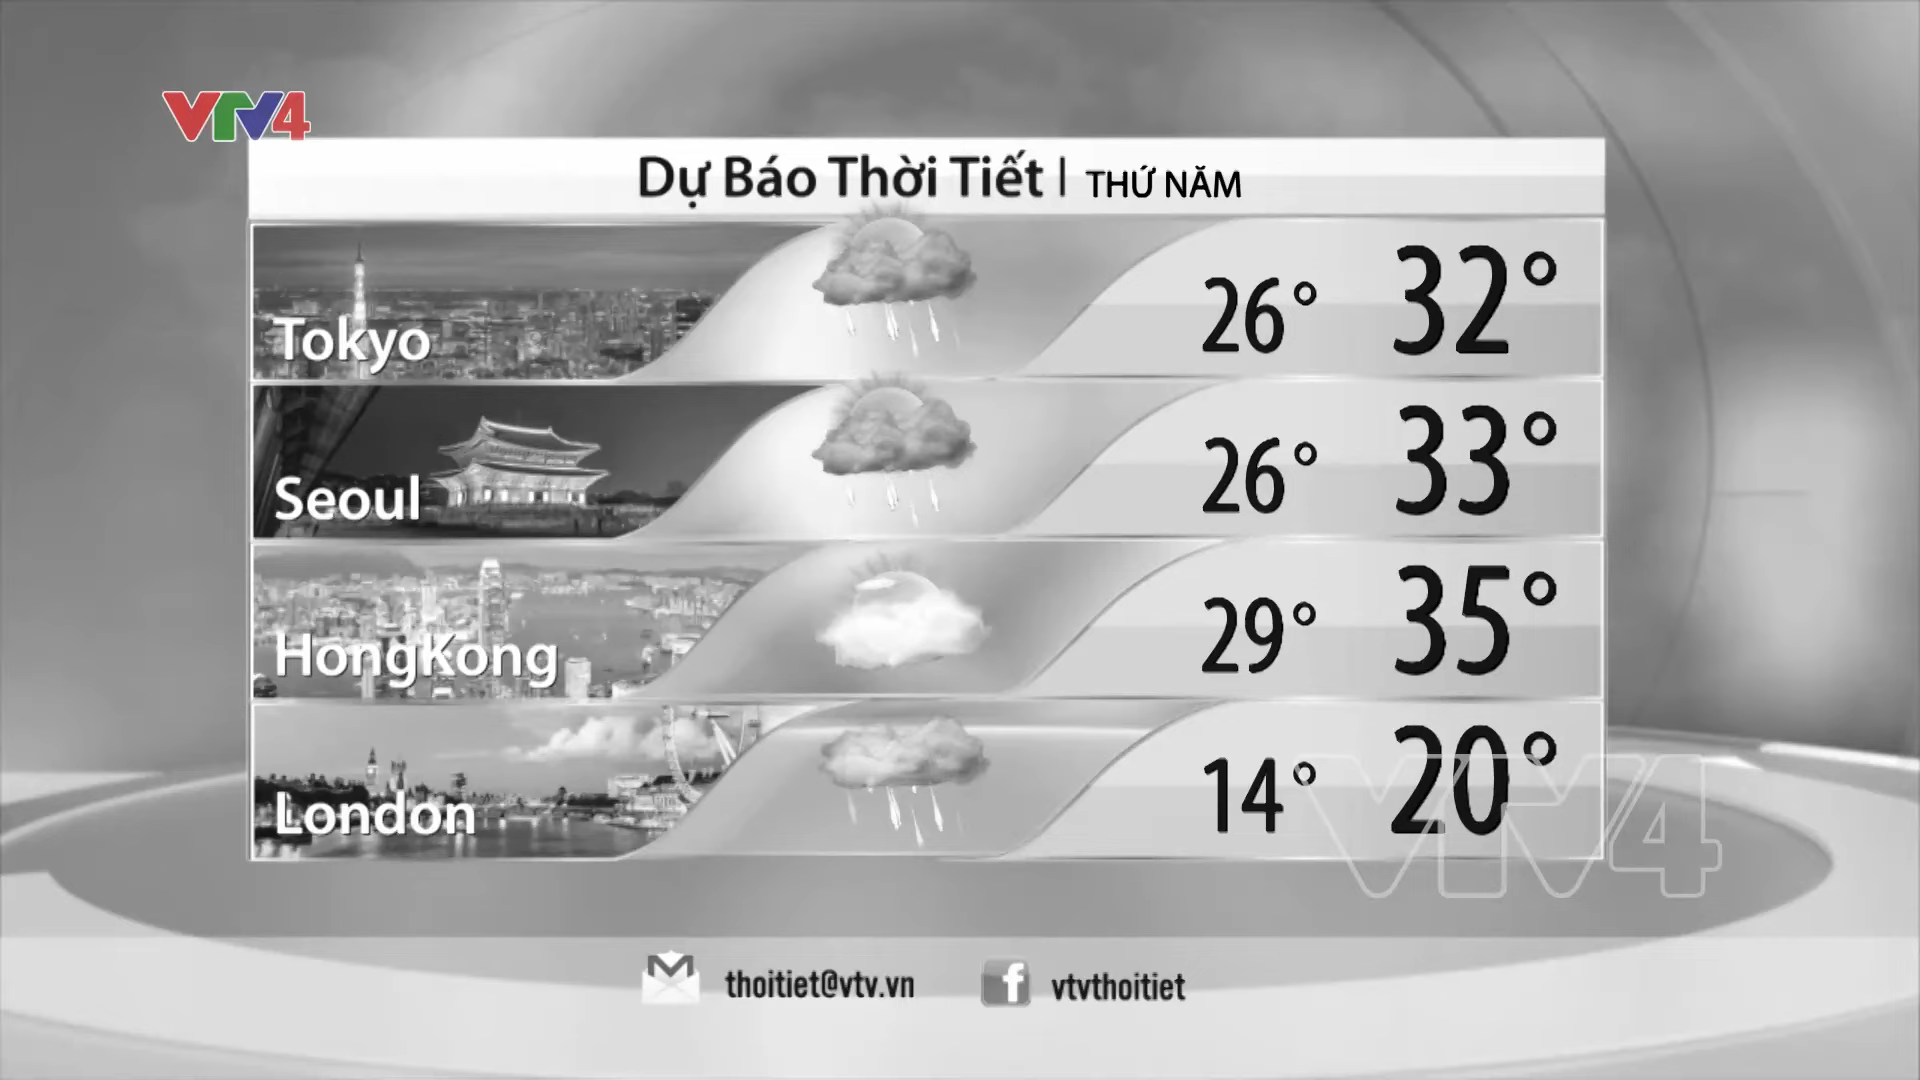 VTV4
Dự Báo Thời Tiết | THỨ NĂM
Tokyo 26° 32°
Seoul 26° 33°
HongKong 29° 35°
London 14° 20°
VTV4
thoitiet@vtv.vn f vtvthoitiet